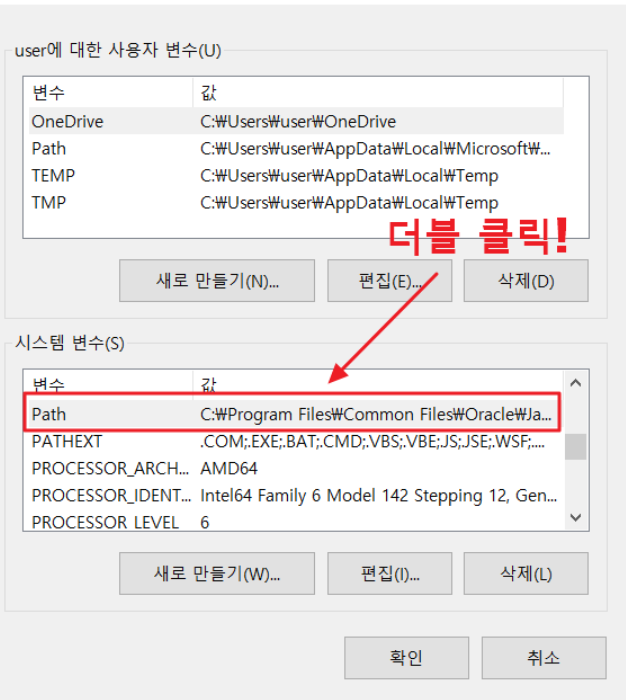 user에 대한 사용자 변수(U)
변수 값
OneDrive C:₩Users₩user₩OneDrive
Path C:₩Users₩user₩AppData₩Local₩Microsoft₩...
TEMP C:₩Users₩user₩AppData₩Local₩Temp
TMP C:₩Users₩user₩AppData₩Local₩Temp
더블 클릭!
새로 만들기(N)... 편집(E)... 삭제(D)
시스템 변수(S)
변수 값
Path C:₩Program Files₩Common Files₩Oracle₩Ja...
PATHEXT .COM;.EXE;.BAT;.CMD;.VBS;.VBE;.JS;.JSE;.WSF;....
PROCESSOR_ARCH... AMD64
PROCESSOR_IDENT... Intel64 Family 6 Model 142 Stepping 12, Gen...
PROCESSOR_LEVEL 6
새로 만들기(W)... 편집(I)... 삭제(L)
확인 취소